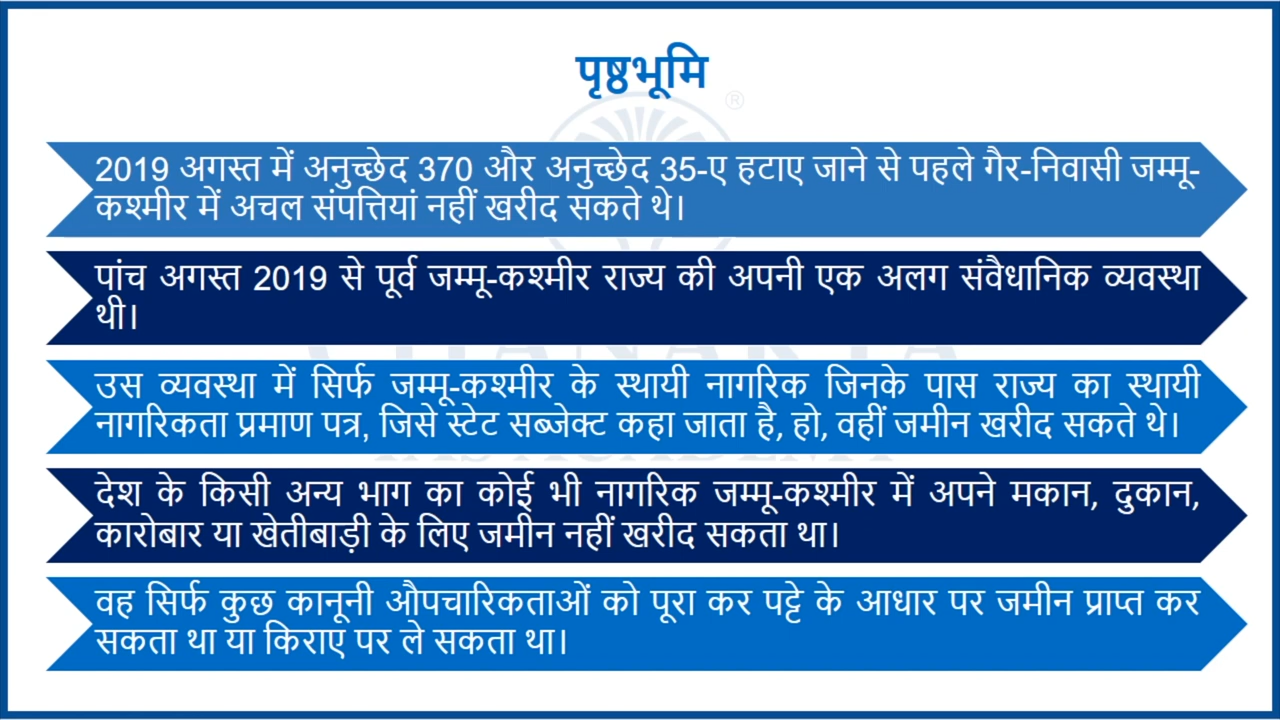 पृष्ठभूमि
®
2019 अगस्त में अनुच्छेद 370 और अनुच्छेद 35-ए हटाए जाने से पहले गैर-निवासी जम्मू-
कश्मीर में अचल संपत्तियां नहीं खरीद सकते थे।
पांच अगस्त 2019 से पूर्व जम्मू-कश्मीर राज्य की अपनी एक अलग संवैधानिक व्यवस्था
थी।
उस व्यवस्था में सिर्फ जम्मू-कश्मीर के स्थायी नागरिक जिनके पास राज्य का स्थायी
नागरिकता प्रमाण पत्र, जिसे स्टेट सब्जेक्ट कहा जाता है, हो, वहीं जमीन खरीद सकते थे।
देश के किसी अन्य भाग का कोई भी नागरिक जम्मू-कश्मीर में अपने मकान, दुकान,
कारोबार या खेतीबाड़ी के लिए जमीन नहीं खरीद सकता था।
वह सिर्फ कुछ कानूनी औपचारिकताओं को पूरा कर पट्टे के आधार पर जमीन प्राप्त कर
सकता था या किराए पर ले सकता था।